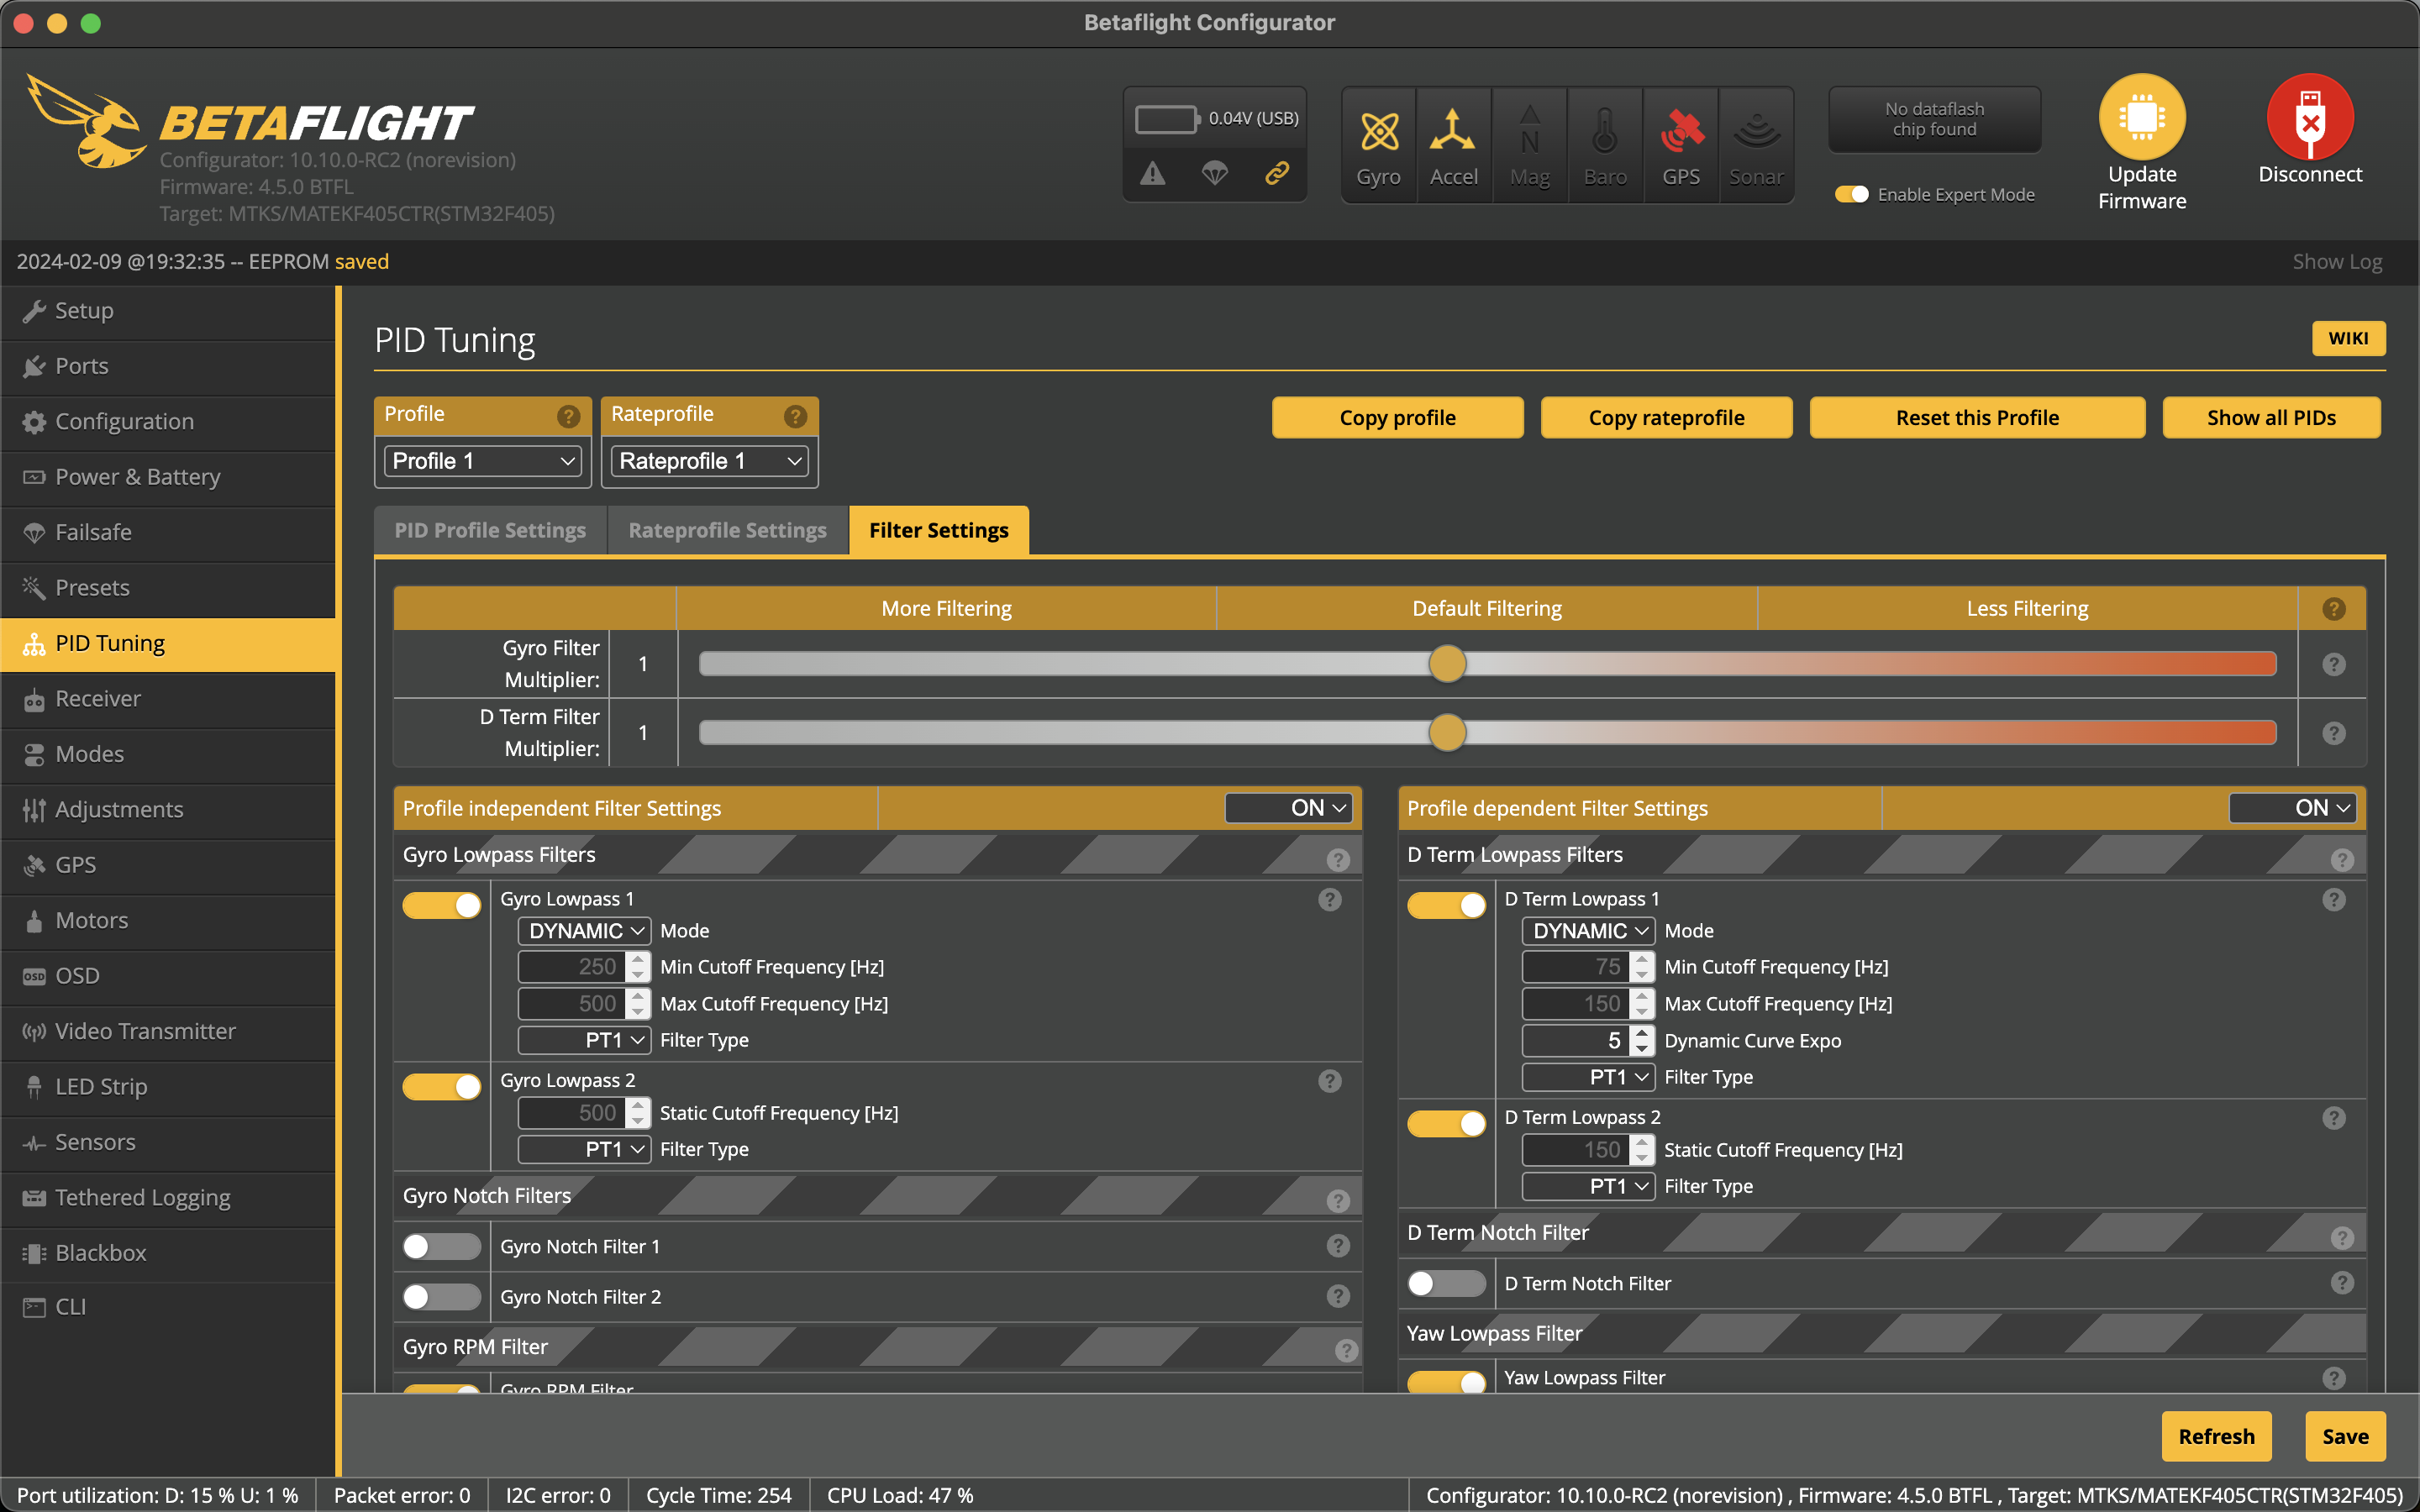 Betaflight Configurator
BETAFLIGHT
Configurator: 10.10.0-RC2 (norevision)
Firmware: 4.5.0 BTFL
Target: MTKS/MATEKF405CTR(STM32F405)
0.04V (USB)
N
Gyro
Accel
Mag
Baro
GPS
Sonar
No dataflash
chip found
Enable Expert Mode
Update
Firmware
Disconnect
2024-02-09 @19:32:35 -- EEPROM saved
Show Log
Setup
Ports
Configuration
Power & Battery
Failsafe
Presets
PID Tuning
Receiver
Modes
Adjustments
GPS
Motors
OSD OSD
Video Transmitter
LED Strip
Sensors
Tethered Logging
Blackbox
CLI
PID Tuning
WIKI
Profile ?
Profile 1
Rateprofile ?
Rateprofile 1
Copy profile
Copy rateprofile
Reset this Profile
Show all PIDs
PID Profile Settings
Rateprofile Settings
Filter Settings
More Filtering Default Filtering Less Filtering ?
Gyro Filter
Multiplier: 1 ?
D Term Filter
Multiplier: 1 ?
Profile independent Filter Settings ON
Gyro Lowpass Filters ?
Gyro Lowpass 1 ?
DYNAMIC Mode
250 Min Cutoff Frequency [Hz]
500 Max Cutoff Frequency [Hz]
PT1 Filter Type
Gyro Lowpass 2 ?
500 Static Cutoff Frequency [Hz]
PT1 Filter Type
Gyro Notch Filters ?
Gyro Notch Filter 1 ?
Gyro Notch Filter 2 ?
Gyro RPM Filter ?
Gyro RPM Filter
Profile dependent Filter Settings ON
D Term Lowpass Filters ?
D Term Lowpass 1 ?
DYNAMIC Mode
75 Min Cutoff Frequency [Hz]
150 Max Cutoff Frequency [Hz]
5 Dynamic Curve Expo
PT1 Filter Type
D Term Lowpass 2 ?
150 Static Cutoff Frequency [Hz]
PT1 Filter Type
D Term Notch Filter ?
D Term Notch Filter ?
Yaw Lowpass Filter
Yaw Lowpass Filter ?
Refresh
Save
Port utilization: D: 15 % U: 1 %
Packet error: 0
I2C error: 0
Cycle Time: 254
CPU Load: 47 %
Configurator: 10.10.0-RC2 (norevision) , Firmware: 4.5.0 BTFL , Target: MTKS/MATEKF405CTR(STM32F405)